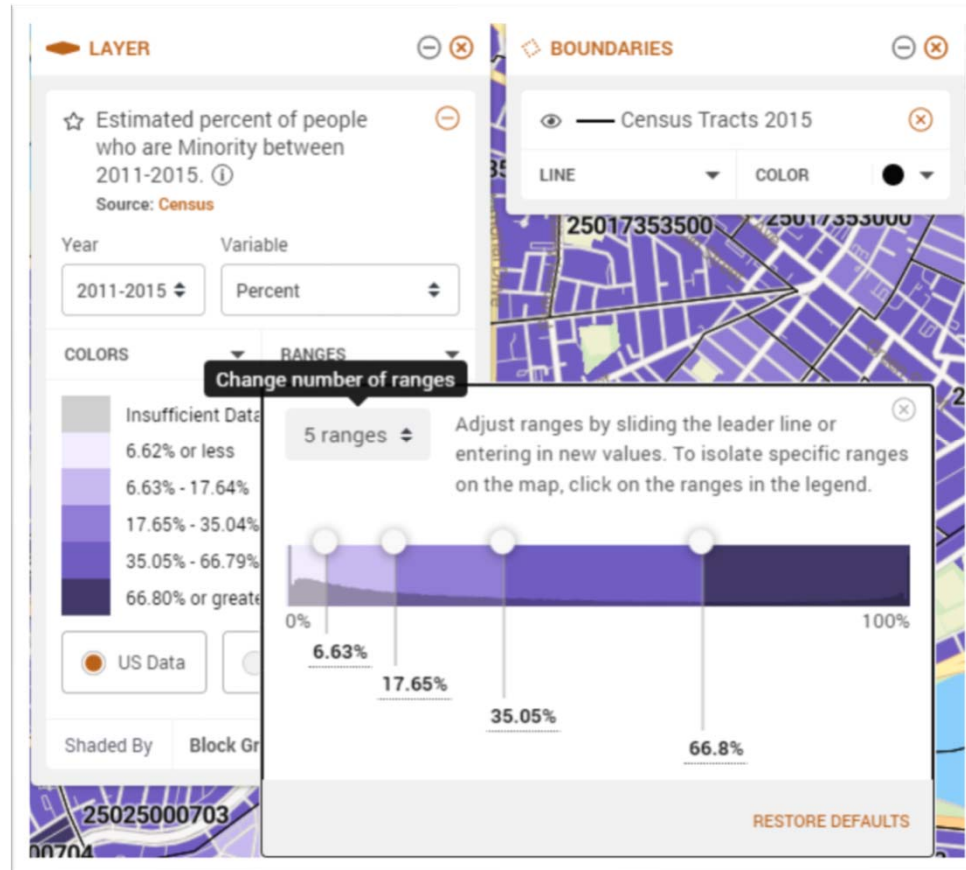 LAYER
Estimated percent of people
who are Minority between
2011-2015.
Source: Census
Year
Variable
2011-2015
Percent
COLORS
RANGES
Change number of ranges
Insufficient Data
6.62% or less
6.63% - 17.64%
17.65% - 35.04%
35.05% - 66.79%
66.80% or greate
US Data
Shaded By
Block Gr
BOUNDARIES
Census Tracts 2015
LINE
COLOR
25017353500
25017353000
5 ranges
Adjust ranges by sliding the leader line or
entering in new values. To isolate specific ranges
on the map, click on the ranges in the legend.
0%
100%
6.63%
17.65%
35.05%
66.8%
RESTORE DEFAULTS
25025000703
00704